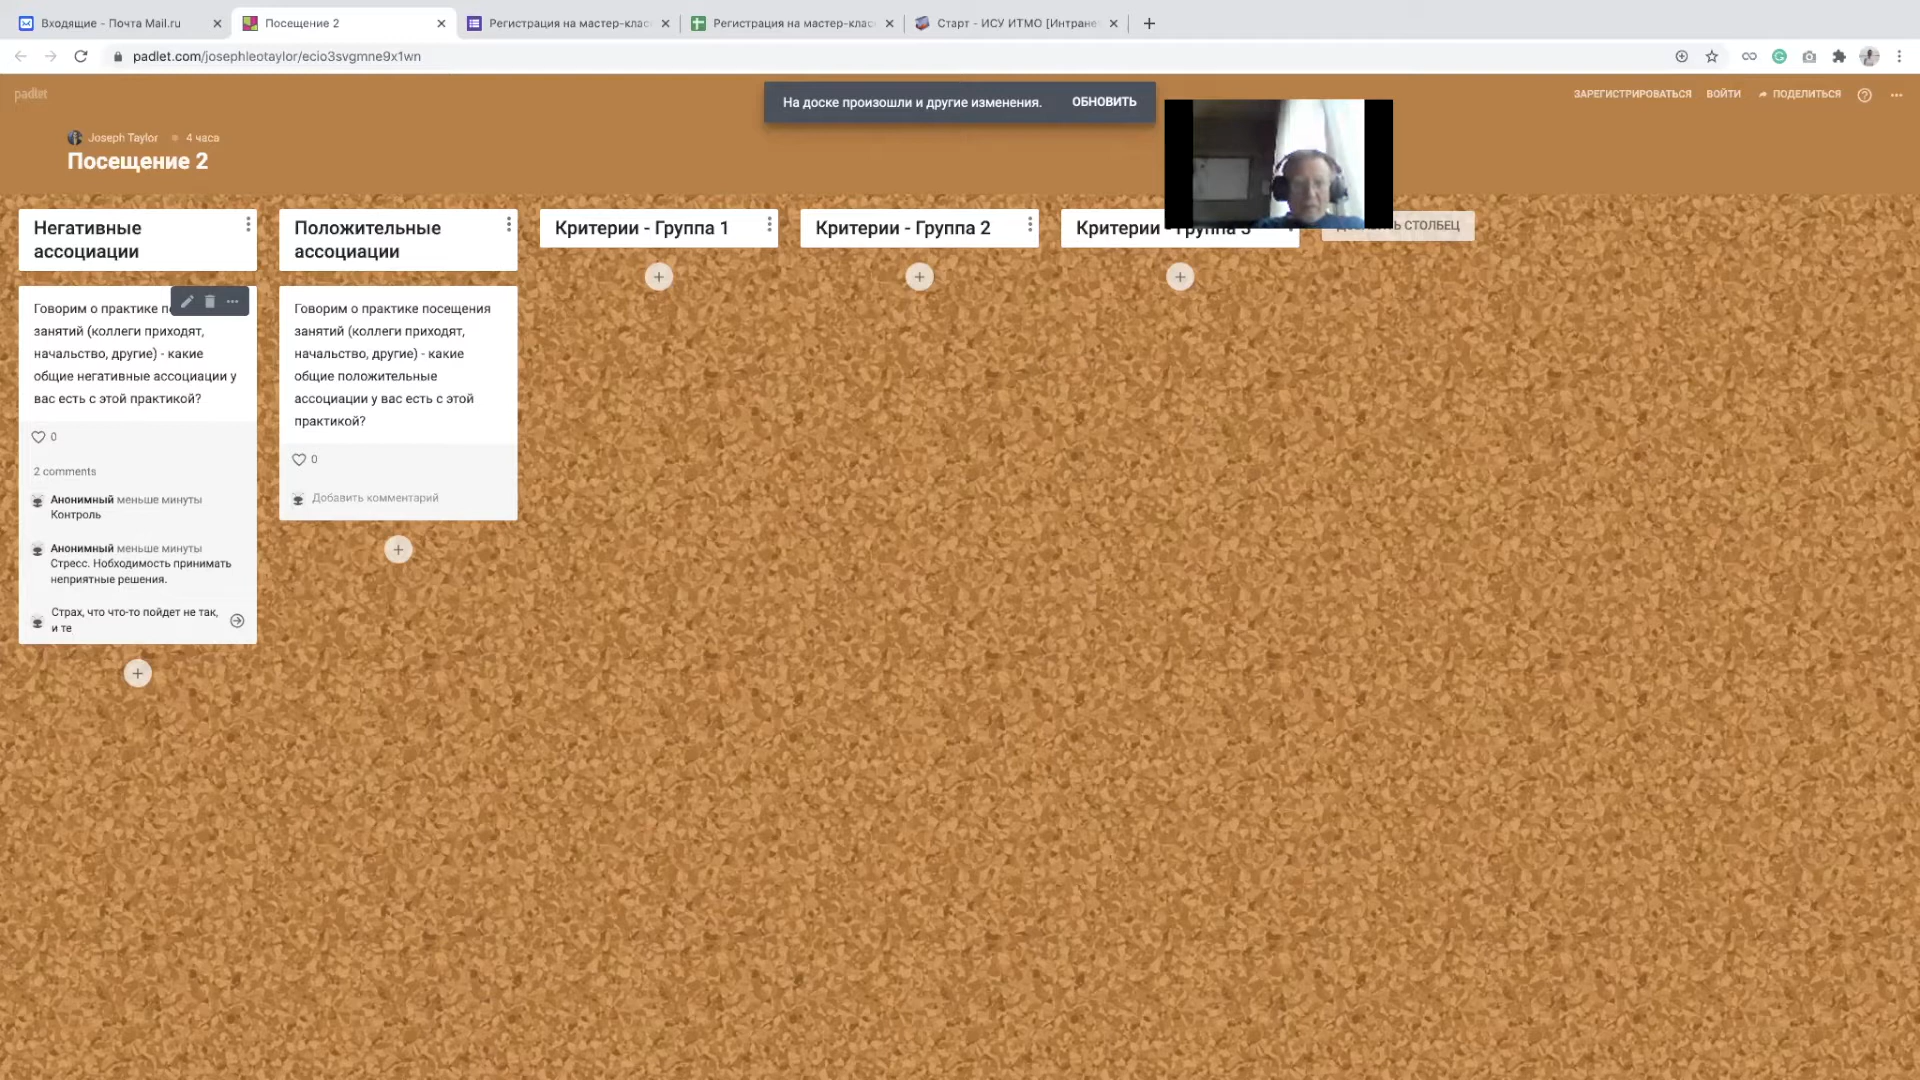 Входящие - Почта Mail.ru
Посещение 2
Регистрация на мастер-клас
Регистрация на мастер-клас
Старт - ИСУ ИТМО [Интране
padlet.com/josephleotaylor/ecio3svgmne9x1wn
padlet
На доске произошли и другие изменения. ОБНОВИТЬ
ЗАРЕГИСТРИРОВАТЬСЯ ВОЙТИ ПОДЕЛИТЬСЯ
Joseph Taylor 4 часа
Посещение 2
Негативные
ассоциации
Говорим о практике
занятий (коллеги приходят,
начальство, другие) - какие
общие негативные ассоциации у
вас есть с этой практикой?
0
2 comments
Анонимный меньше минуты
Контроль
Анонимный меньше минуты
Стресс. Нобходимость принимать
неприятные решения.
Страх, что что-то пойдет не так,
и те
Положительные
ассоциации
Говорим о практике посещения
занятий (коллеги приходят,
начальство, другие) - какие
общие положительные
ассоциации у вас есть с этой
практикой?
0
Добавить комментарий
Критерии - Группа 1
Критерии - Группа 2
Критерии - Группа 3
СТОЛБЕЦ